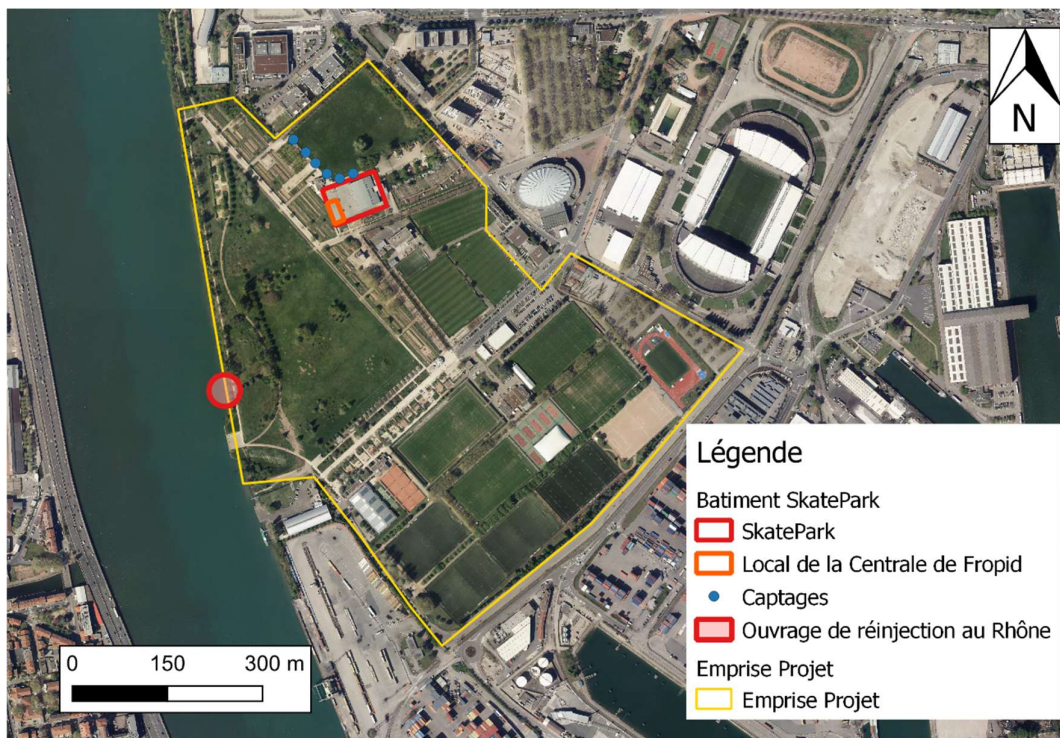 N
Légende
Batiment SkatePark
SkatePark
Local de la Centrale de Fropid
Captages
Ouvrage de réinjection au Rhône
Emprise Projet
Emprise Projet
0 150 300 m